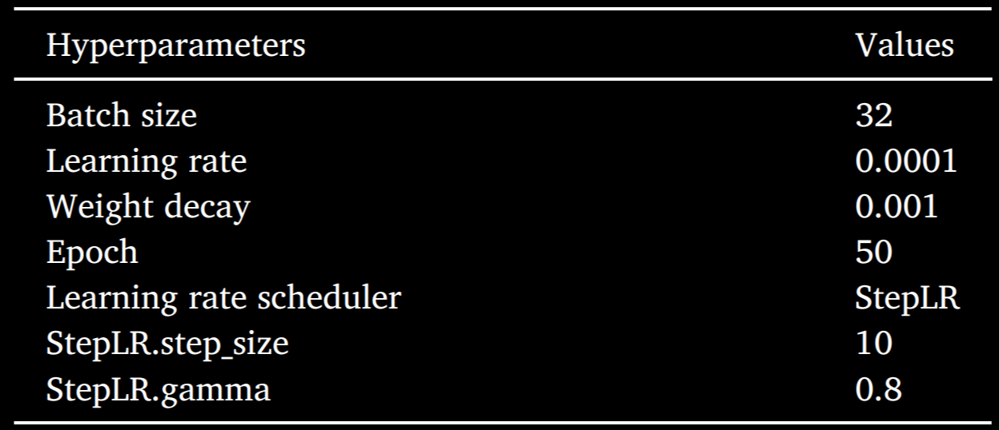 Hyperparameters Values
Batch size 32
Learning rate 0.0001
Weight decay 0.001
Epoch 50
Learning rate scheduler StepLR
StepLR.step_size 10
StepLR.gamma 0.8